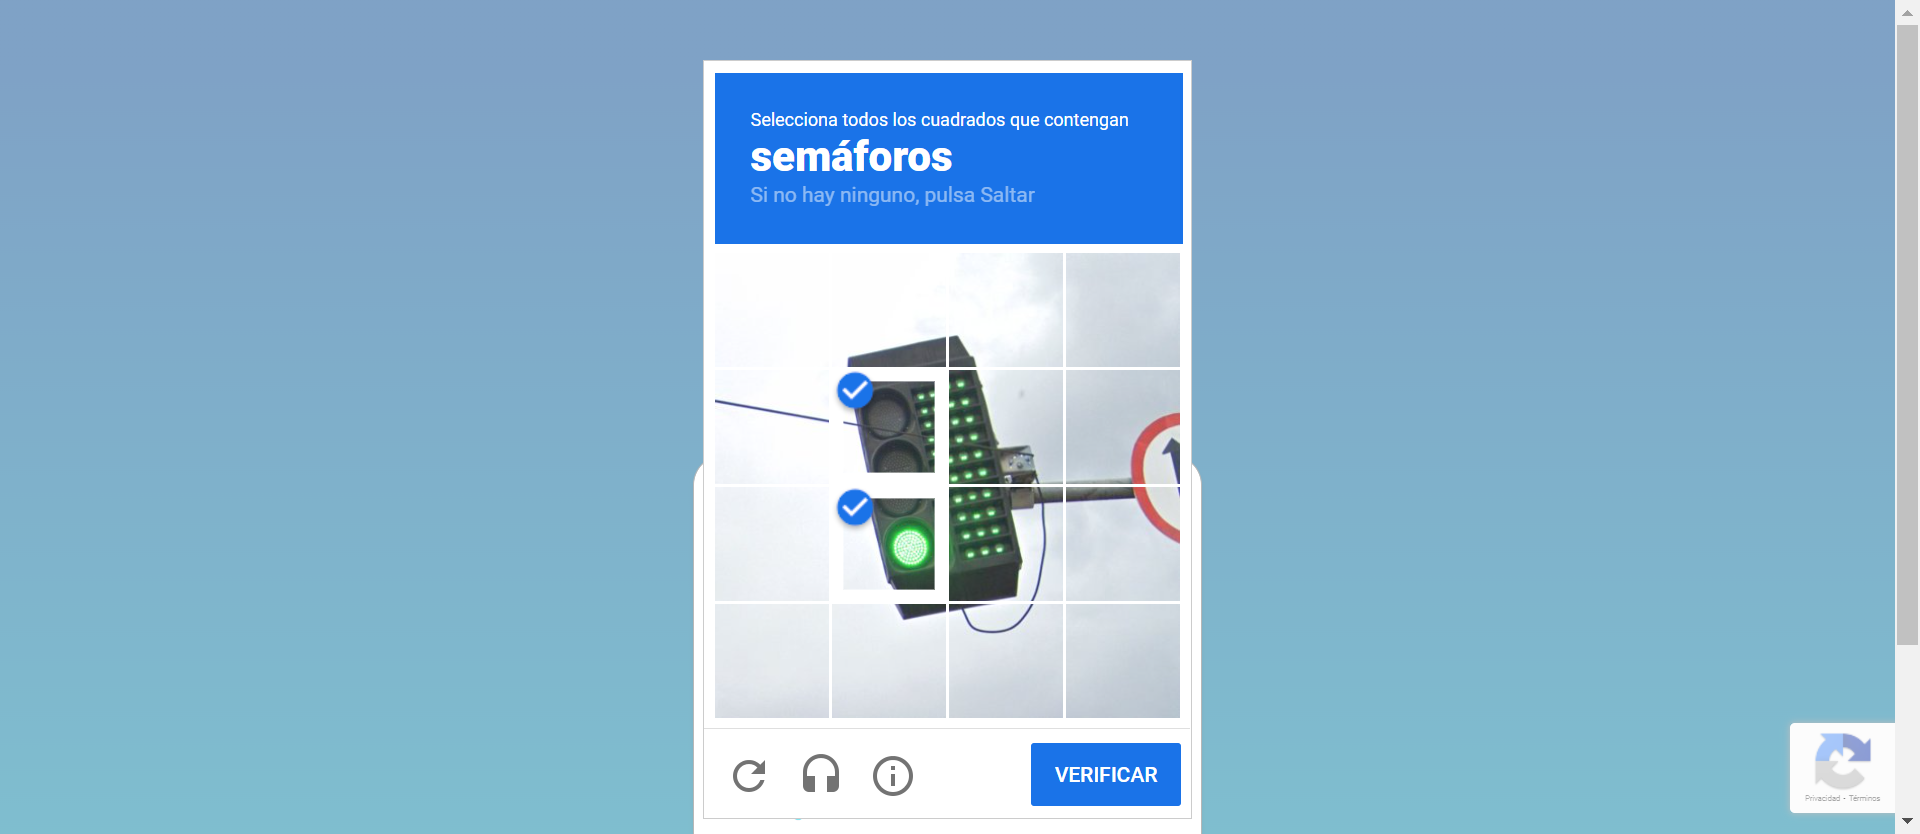 Selecciona todos los cuadrados que contengan
semáforos
Si no hay ninguno, pulsa Saltar
VERIFICAR
Privacidad - Términos